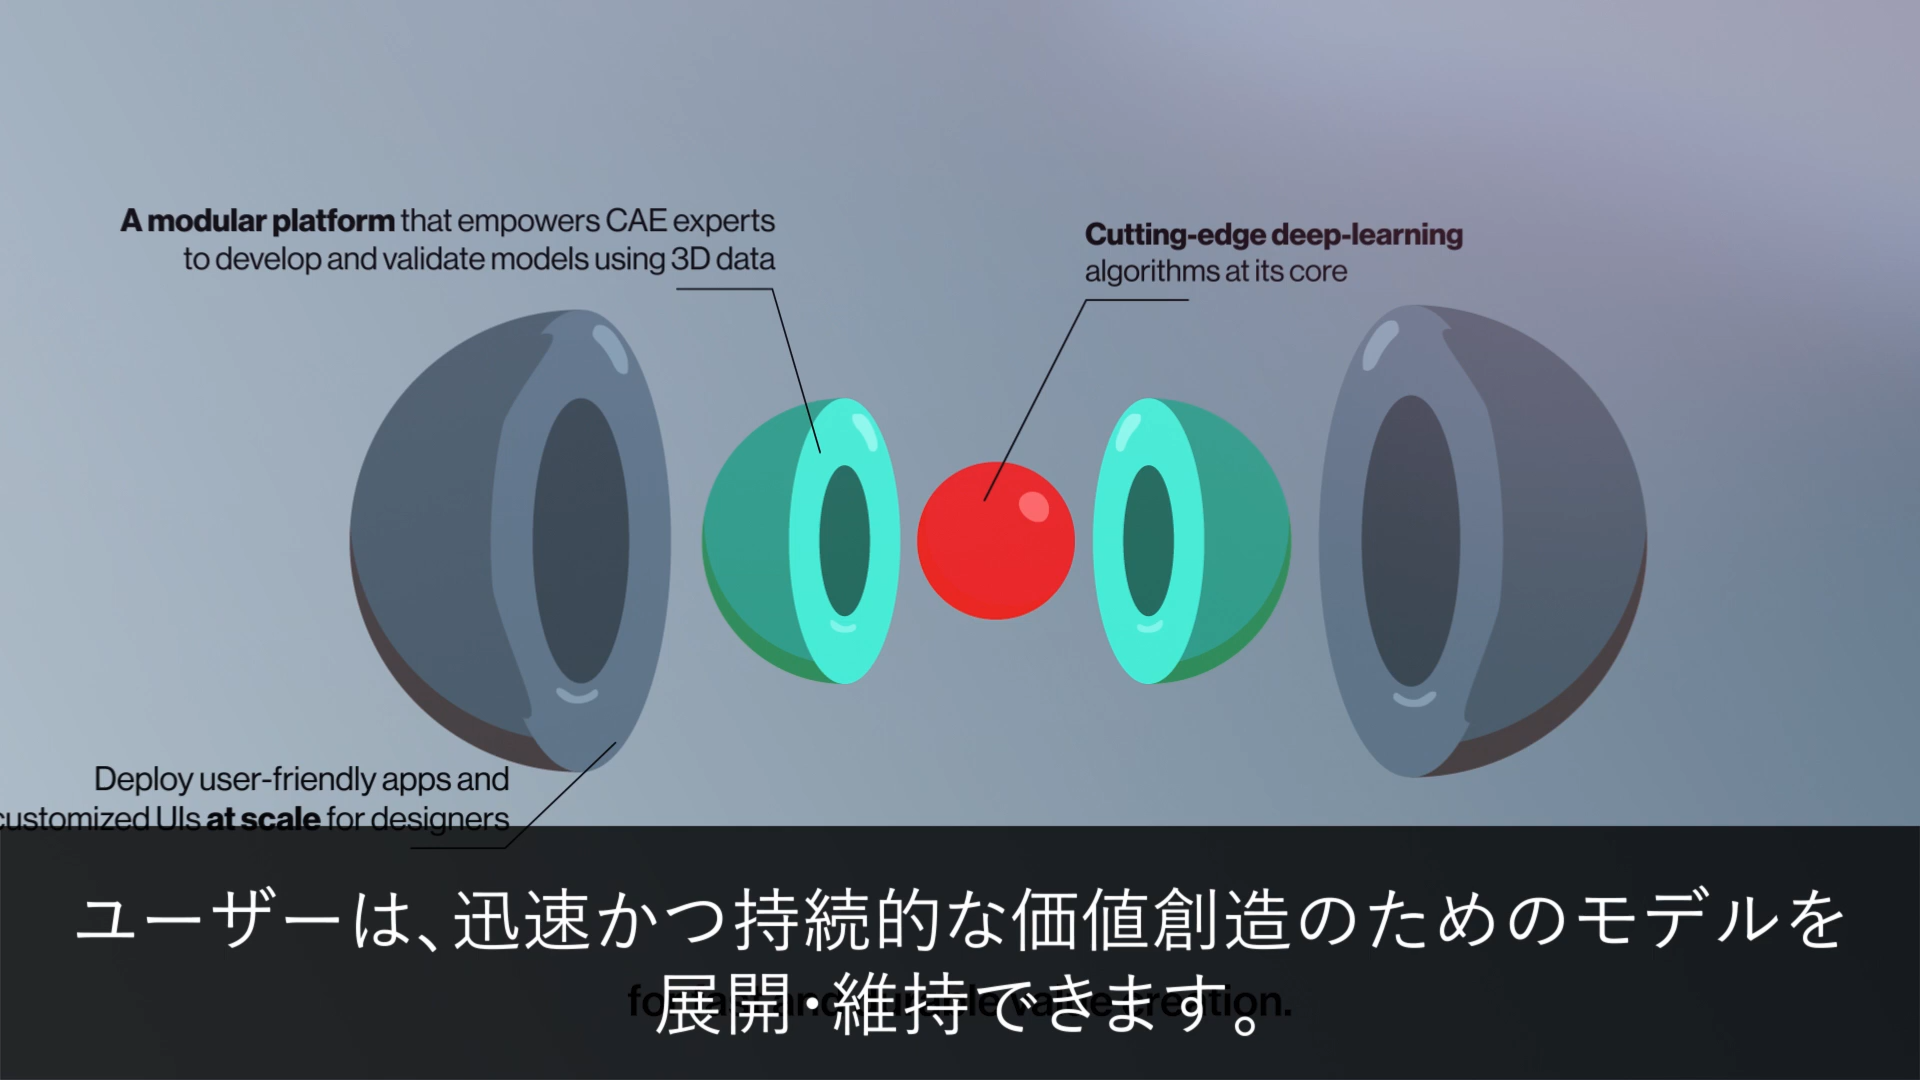 A modular platform that empowers CAE experts
to develop and validate models using 3D data
Cutting-edge deep-learning
algorithms at its core
Deploy user-friendly apps and
customized UIs at scale for designers
ユーザーは、迅速かつ持続的な価値創造のためのモデルを
展開・維持できます。